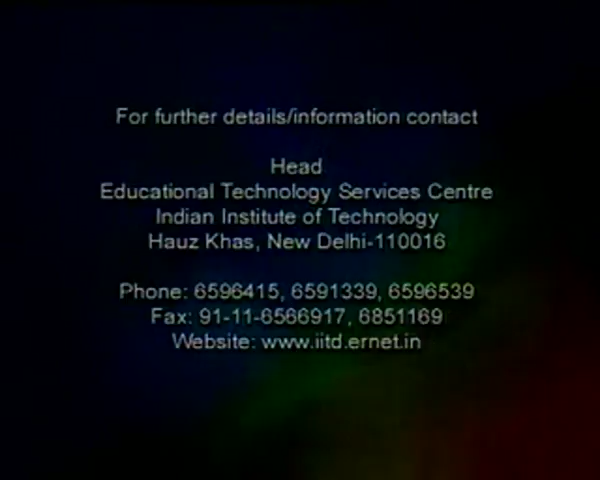 For further details/information contact
Head
Educational Technology Services Centre
Indian Institute of Technology
Hauz Khas, New Delhi-110016
Phone: 6596415, 6591339, 6596539
Fax: 91-11-6566917, 6851169
Website: www.iitd.ernet.in